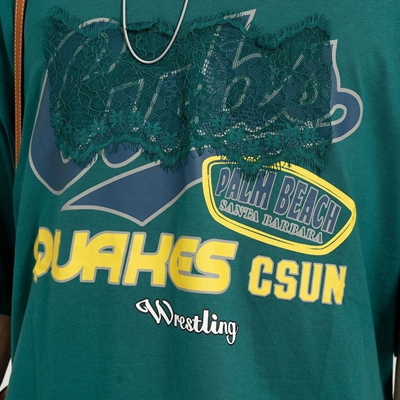 PALM BEACH
SANTA BARBARA
QUAKES CSUN
Wrestling